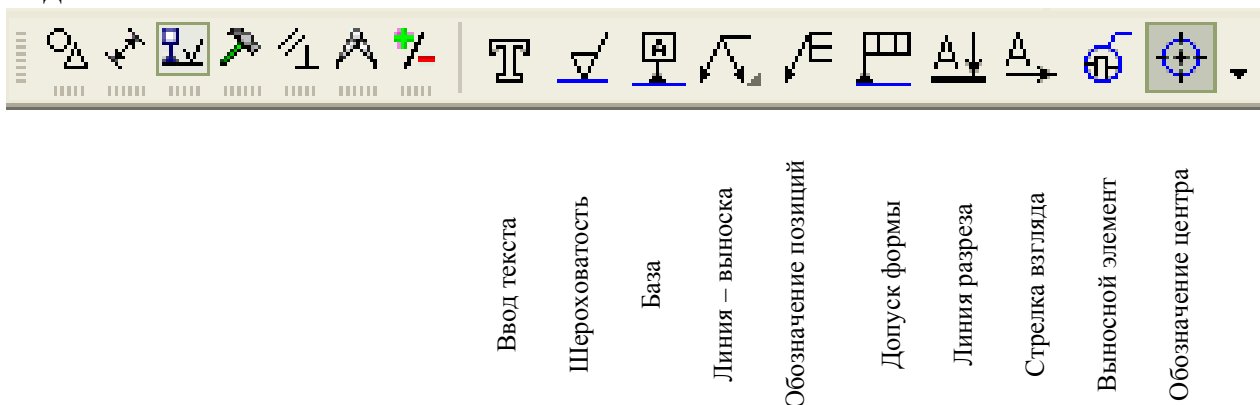 Ввод текста
Шероховатость
База
Линия – выноска
Обозначение позиций
Допуск формы
Линия разреза
Стрелка взгляда
Выносной элемент
Обозначение центра